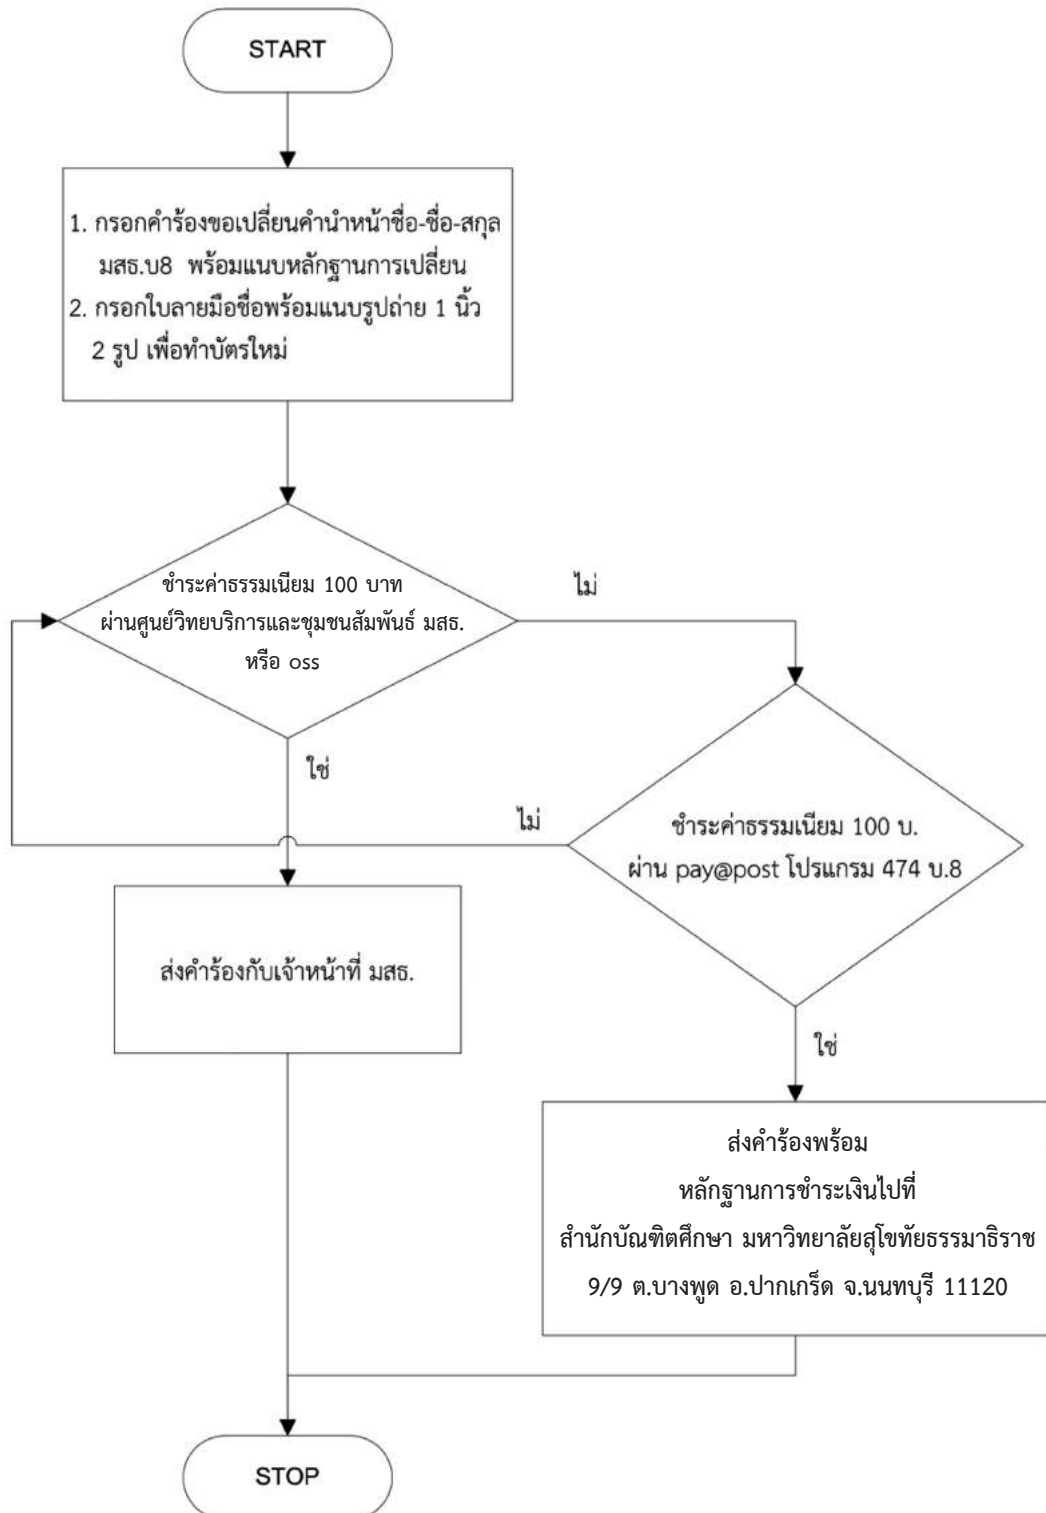 START
1. กรอกคำร้องขอเปลี่ยนคำนำหน้าชื่อ-ชื่อ-สกุล
มสธ.บ8 พร้อมแนบหลักฐานการเปลี่ยน
2. กรอกใบลายมือชื่อพร้อมแนบรูปถ่าย 1 นิ้ว
2 รูป เพื่อทำบัตรใหม่
ชำระค่าธรรมเนียม 100 บาท
ผ่านศูนย์วิทยบริการและชุมชนสัมพันธ์ มสธ.
หรือ oss
ไม่
ใช่
ไม่
ชำระค่าธรรมเนียม 100 บ.
ผ่าน pay@post โปรแกรม 474 บ.8
ส่งคำร้องกับเจ้าหน้าที่ มสธ.
ใช่
ส่งคำร้องพร้อม
หลักฐานการชำระเงินไปที่
สำนักบัณฑิตศึกษา มหาวิทยาลัยสุโขทัยธรรมาธิราช
9/9 ต.บางพูด อ.ปากเกร็ด จ.นนทบุรี 11120
STOP